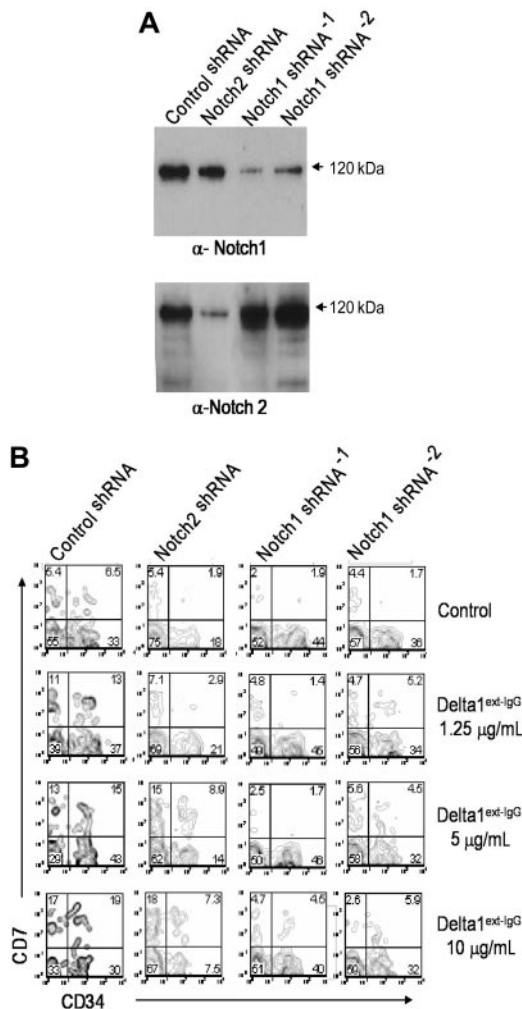 A
Control shRNA
Notch2 shRNA
Notch1 shRNA-1
Notch1 shRNA-2
120 kDa
α- Notch1
120 kDa
α-Notch 2
B
Control shRNA
Notch2 shRNA
Notch1 shRNA-1
Notch1 shRNA-2
5.4 6.5
5.4 1.9
2 1.9
4.4 1.7
55 33
75 18
52 44
57 36
Control
11 13
7.1 2.9
4.8 1.4
4.7 5.2
39 37
69 21
49 45
56 34
Delta1ext-IgG
1.25 µg/mL
13 15
15 8.9
2.5 1.7
5.6 4.5
29 43
62 14
50 46
58 32
Delta1ext-IgG
5 µg/mL
17 19
18 7.3
4.7 4.5
2.6 5.9
33 30
67 7.5
51 40
32
Delta1ext-IgG
10 µg/mL
CD7
CD34